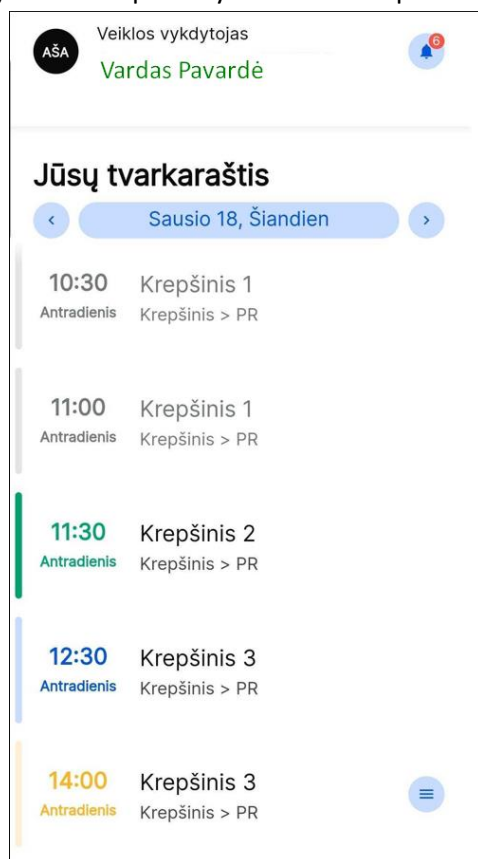 Veiklos vykdytojas
AŠA
Vardas Pavardė
6
Jūsų tvarkaraštis
‹ Sausio 18, Šiandien ›
10:30 Krepšinis 1
Antradienis Krepšinis > PR
11:00 Krepšinis 1
Antradienis Krepšinis > PR
11:30 Krepšinis 2
Antradienis Krepšinis > PR
12:30 Krepšinis 3
Antradienis Krepšinis > PR
14:00 Krepšinis 3
Antradienis Krepšinis > PR